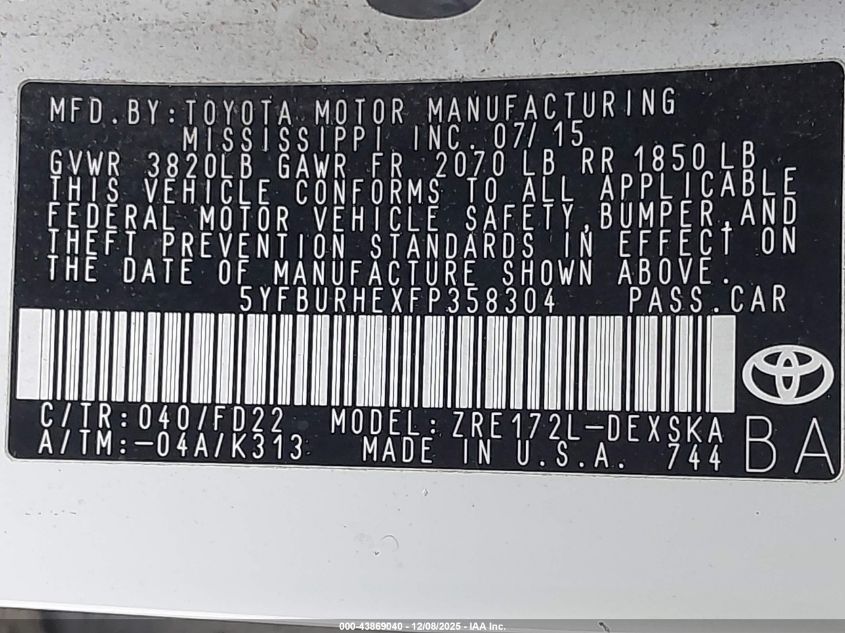 MFD.BY:TOYOTA MOTOR MANUFACTURING
MISSISSIPPI INC. 07/15
GVWR 3820LB GAWR FR 2070 LB RR 1850LB
THIS VEHICLE CONFORMS TO ALL APPLICABLE
FEDERAL MOTOR VEHICLE SAFETY,BUMPER,AND
THEFT PREVENTION STANDARDS IN EFFECT ON
THE DATE OF MANUFACTURE SHOWN ABOVE.
5YFBURHEXFP358304 PASS.CAR
C/TR:040/FD22 MODEL:ZRE172L-DEXSKA
A/TM:-04A/K313 MADE IN U.S.A. 744
BA
000-43869040 - 12/08/2025 - IAA Inc.